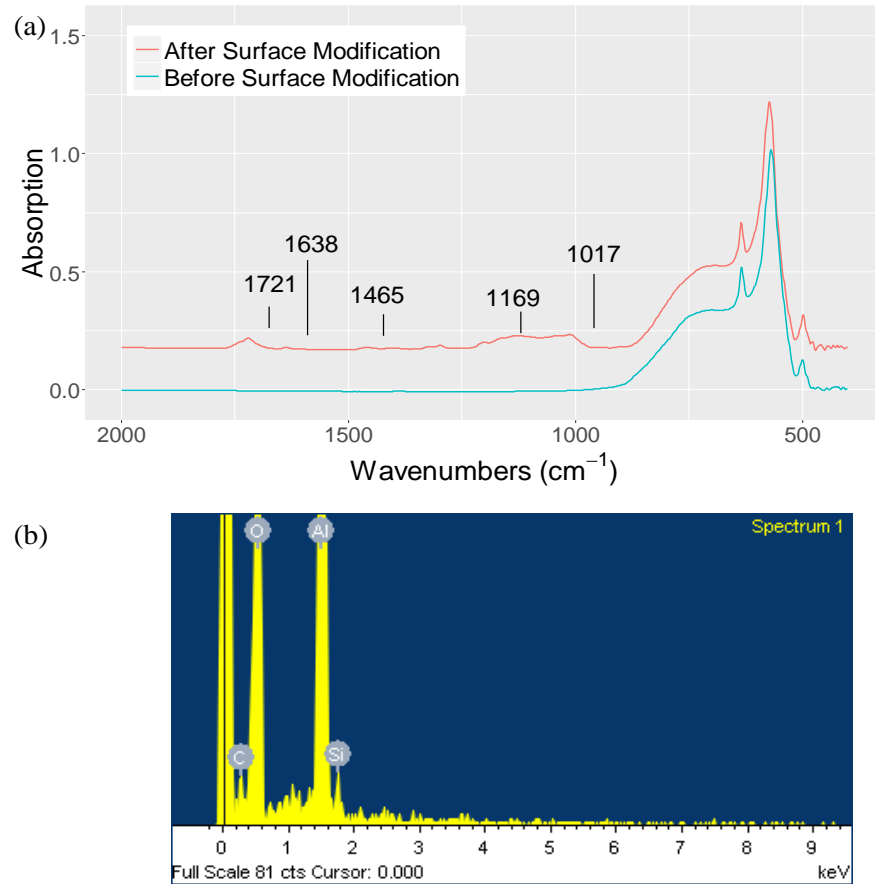 (a)
1.5
After Surface Modification
Before Surface Modification
1.0
Absorption
1638
1017
0.5
1721
1465
1169
0.0
2000
1500
1000
500
Wavenumbers (cm⁻¹)
(b)
Spectrum 1
O
Al
C
Si
0 1 2 3 4 5 6 7 8 9
Full Scale 81 cts Cursor: 0.000
keV